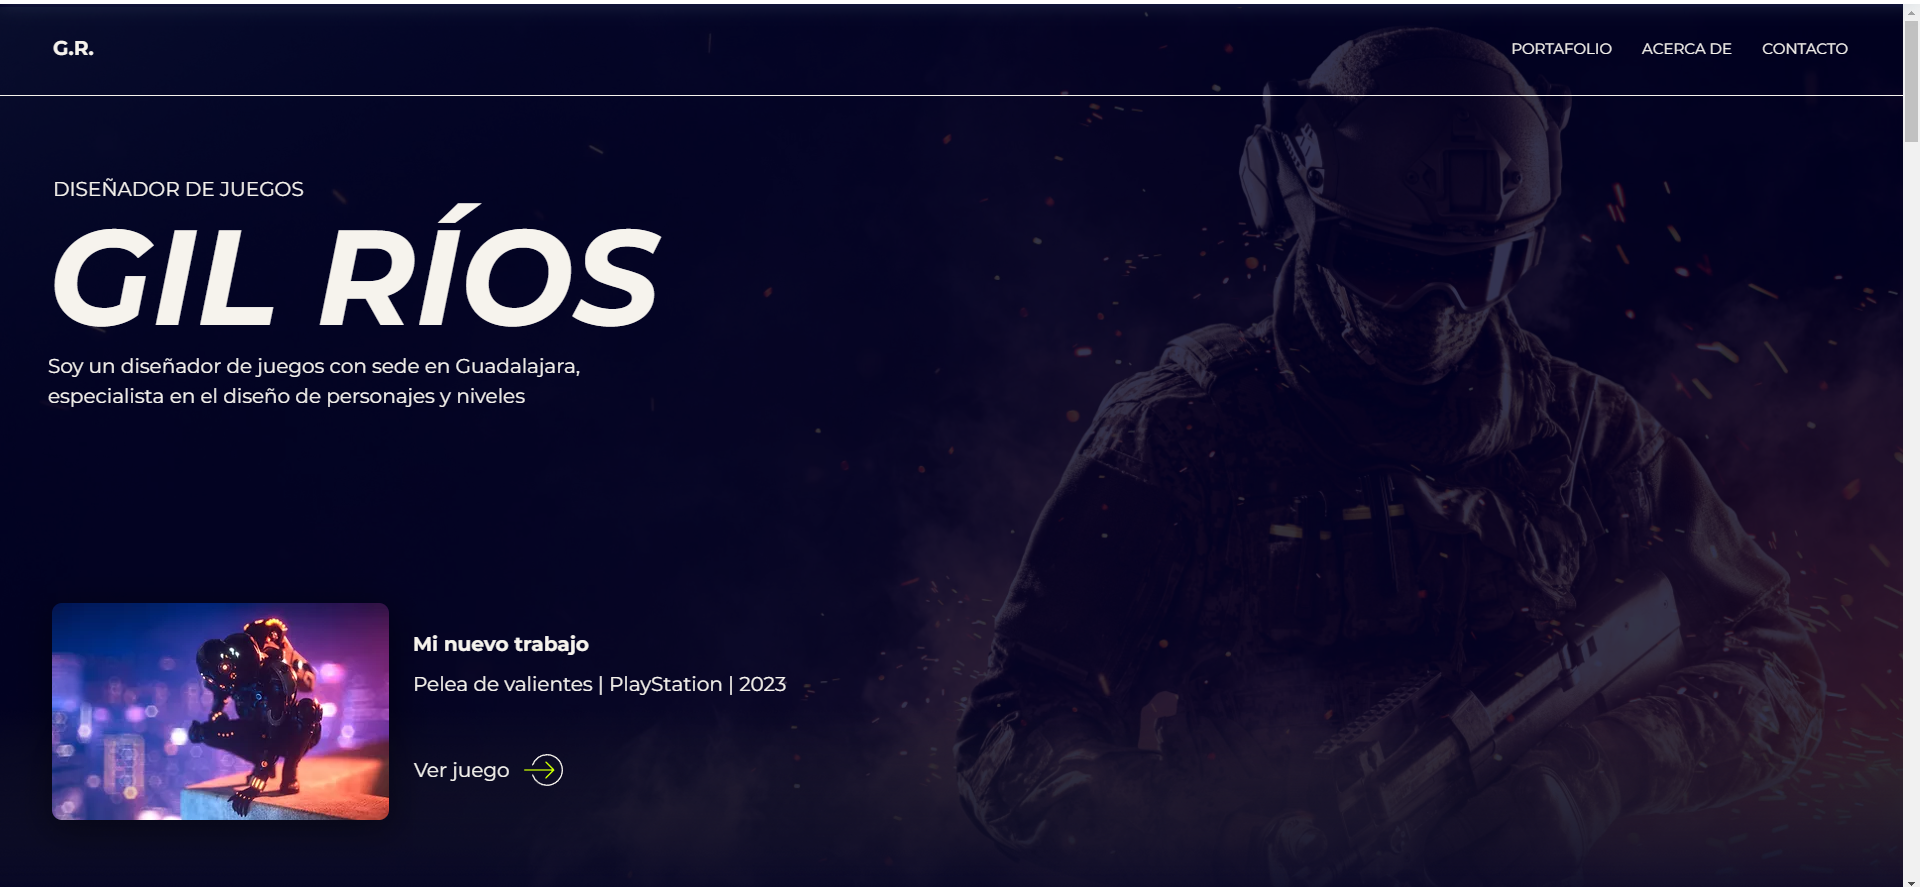 G.R.
PORTAFOLIO ACERCA DE CONTACTO
DISEÑADOR DE JUEGOS
GIL RÍOS
Soy un diseñador de juegos con sede en Guadalajara,
especialista en el diseño de personajes y niveles
Mi nuevo trabajo
Pelea de valientes | PlayStation | 2023
Ver juego